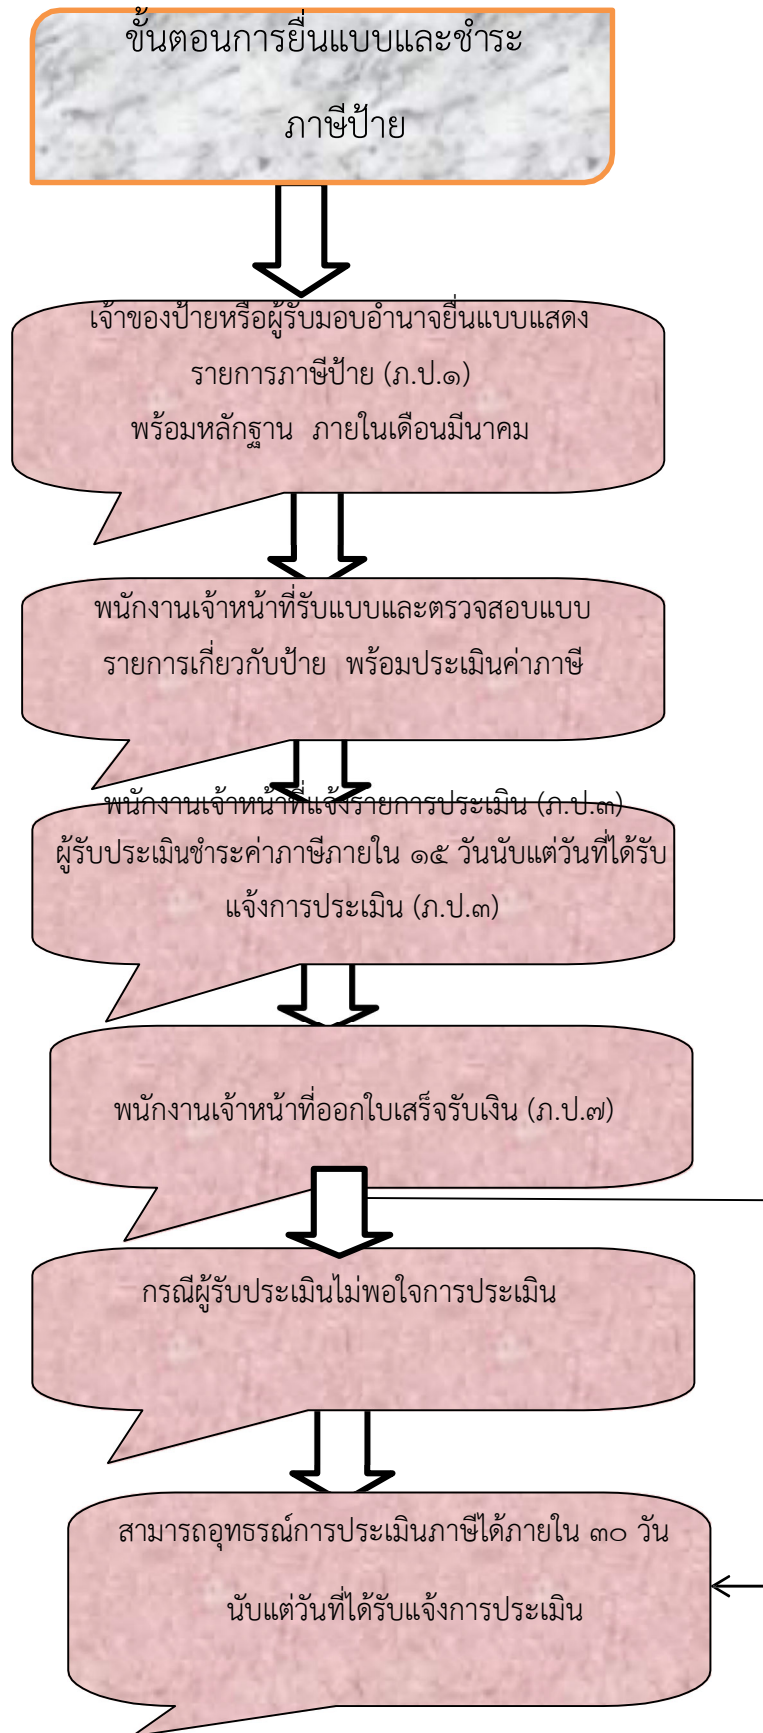 ขั้นตอนการยื่นแบบและชำระ
ภาษีป้าย
เจ้าของป้ายหรือผู้รับมอบอำนาจยื่นแบบแสดง
รายการภาษีป้าย (ภ.ป.๑)
พร้อมหลักฐาน ภายในเดือนมีนาคม
พนักงานเจ้าหน้าที่รับแบบและตรวจสอบแบบ
รายการเกี่ยวกับป้าย พร้อมประเมินค่าภาษี
พนักงานเจ้าหน้าที่แจ้งรายการประเมิน (ภ.ป.๓)
ผู้รับประเมินชำระค่าภาษีภายใน ๑๕ วันนับแต่วันที่ได้รับ
แจ้งการประเมิน (ภ.ป.๓)
พนักงานเจ้าหน้าที่ออกใบเสร็จรับเงิน (ภ.ป.๗)
กรณีผู้รับประเมินไม่พอใจการประเมิน
สามารถอุทธรณ์การประเมินภาษีได้ภายใน ๓๐ วัน
นับแต่วันที่ได้รับแจ้งการประเมิน